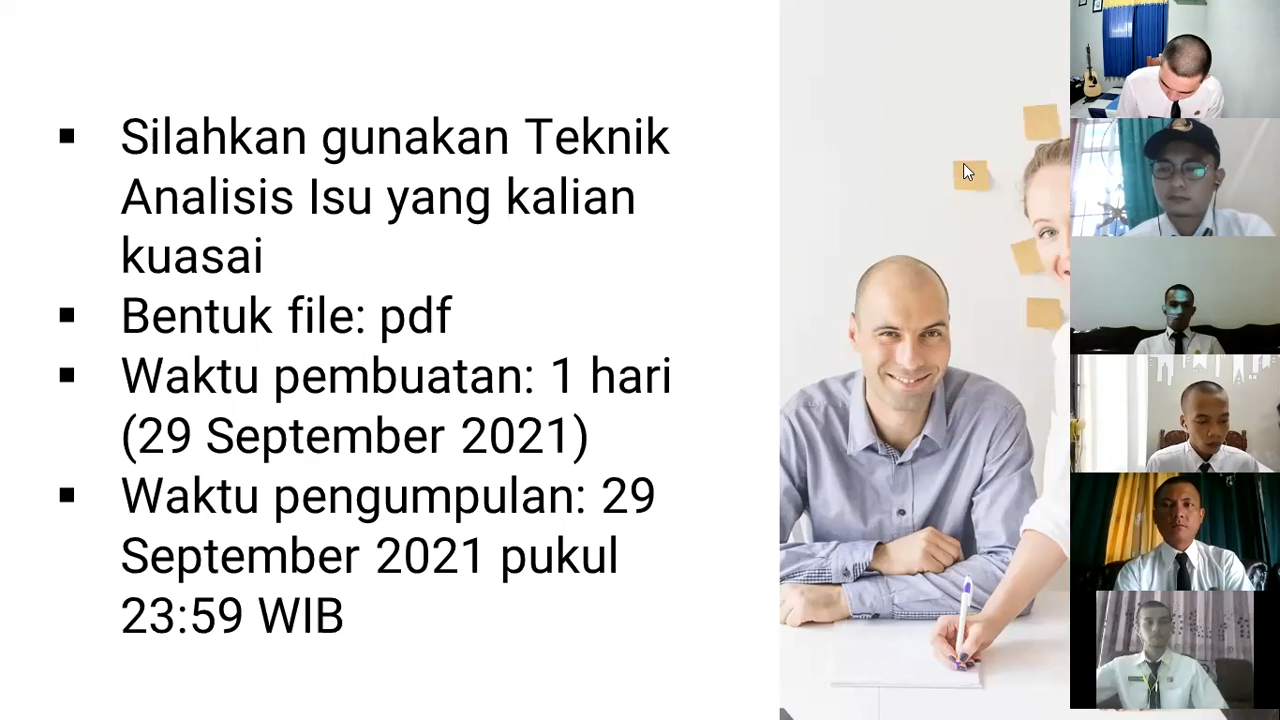 ▪ Silahkan gunakan Teknik
Analisis Isu yang kalian
kuasai
▪ Bentuk file: pdf
▪ Waktu pembuatan: 1 hari
(29 September 2021)
▪ Waktu pengumpulan: 29
September 2021 pukul
23:59 WIB